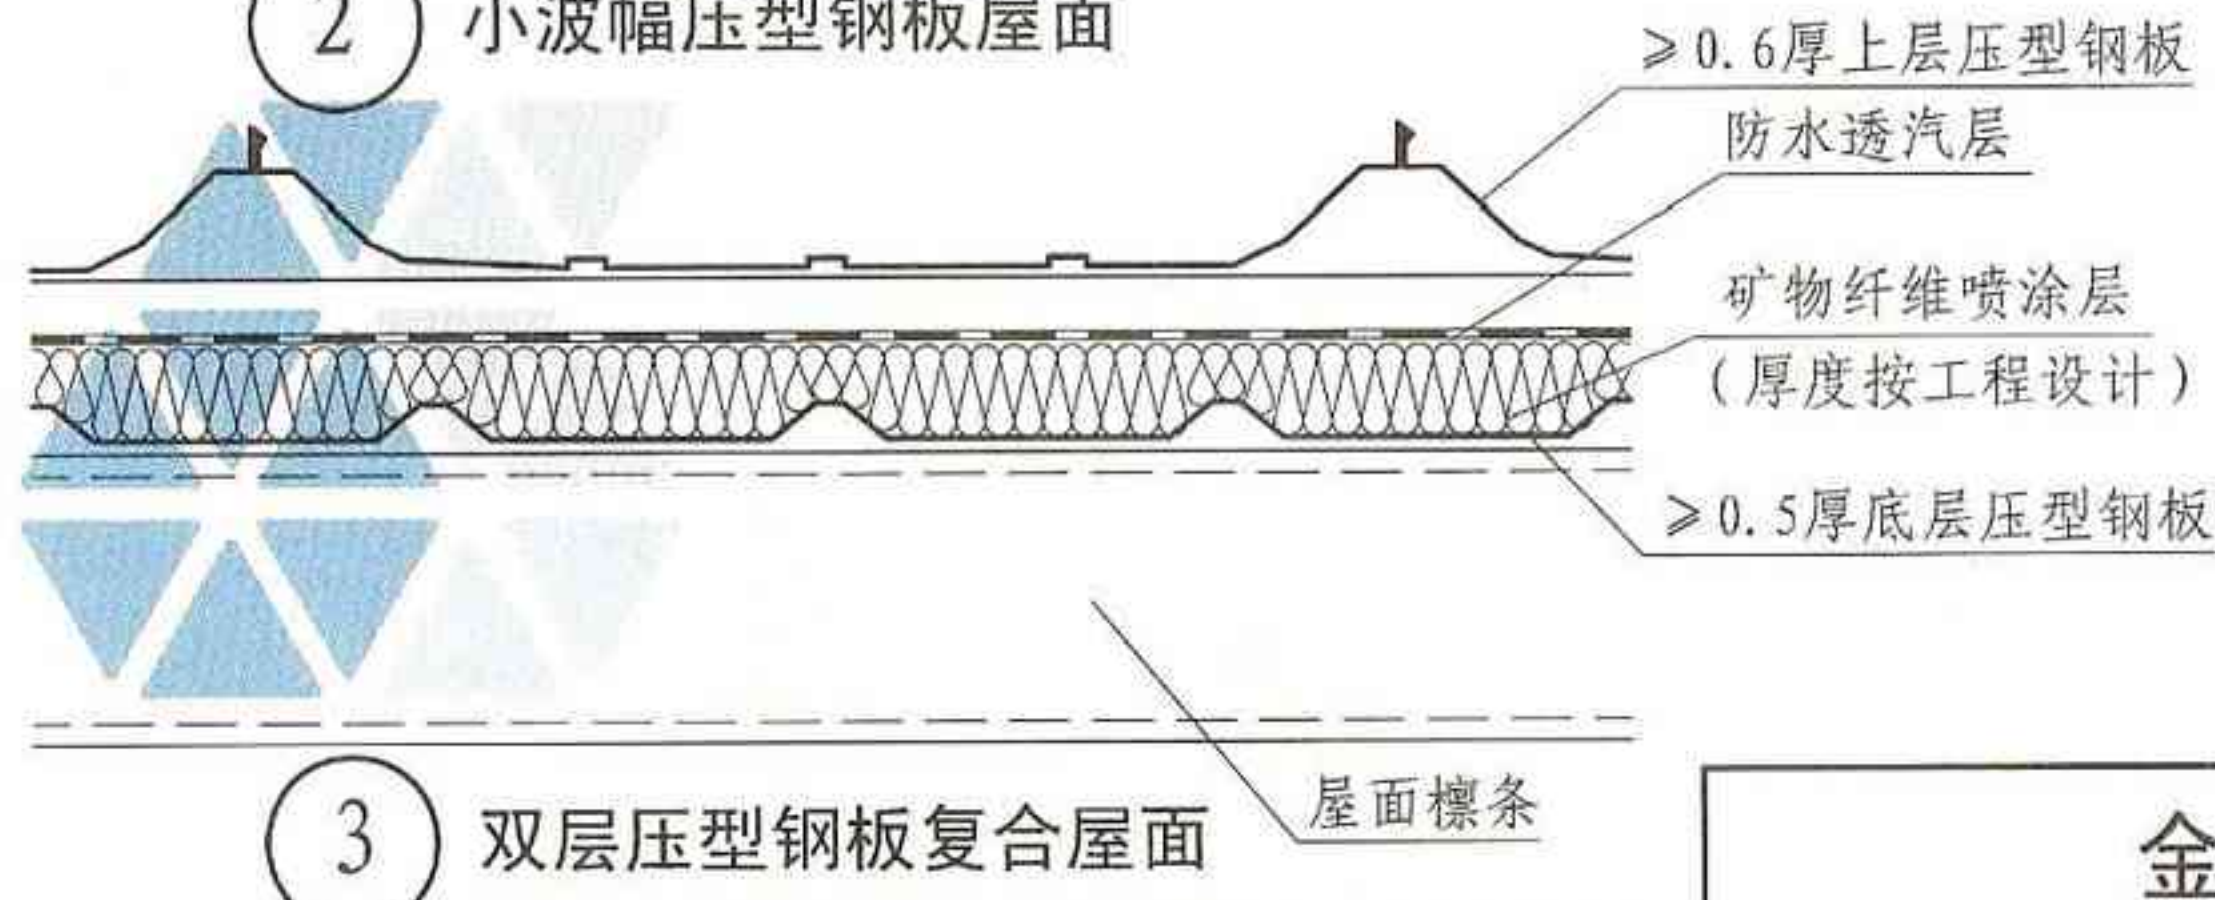 2 小波幅压型钢板屋面
≥0.6厚上层压型钢板
防水透汽层
矿物纤维喷涂层
(厚度按工程设计)
≥0.5厚底层压型钢板
屋面檩条
3 双层压型钢板复合屋面
金